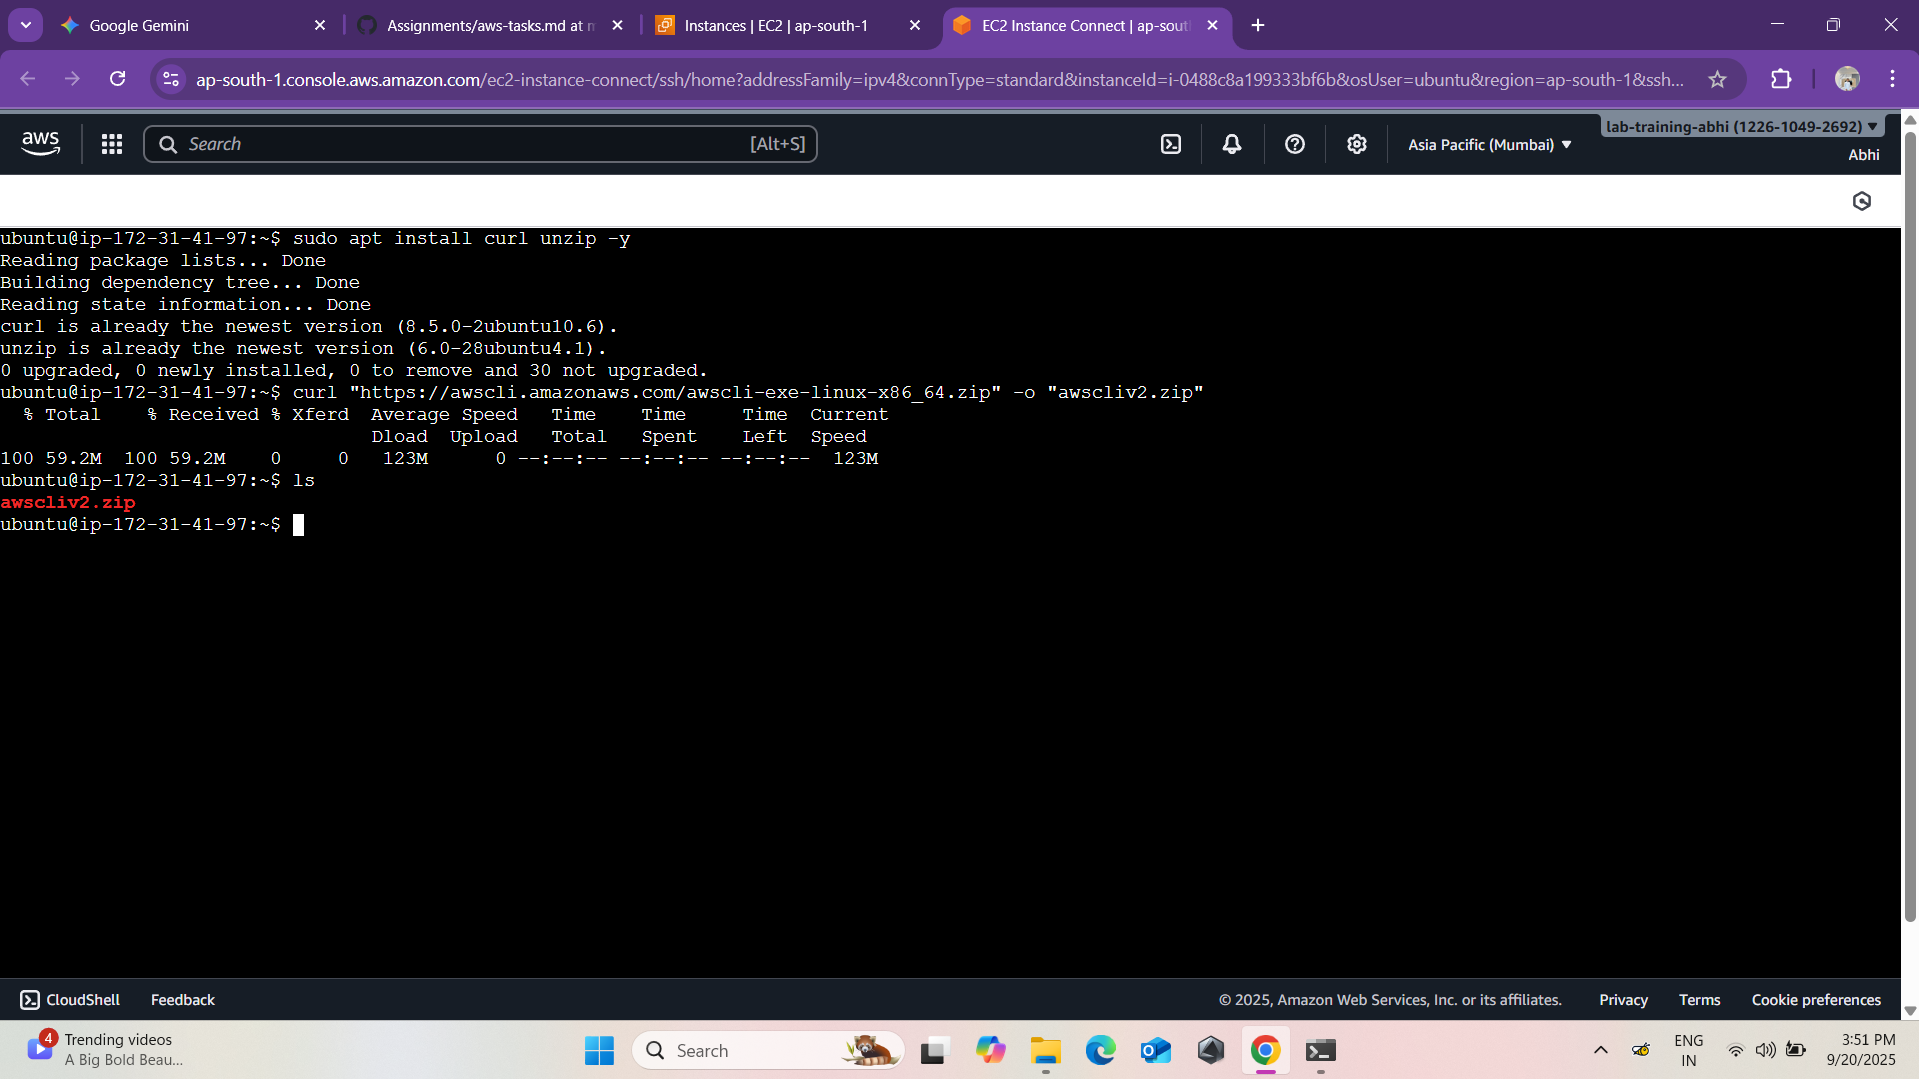 Google Gemini
Assignments/aws-tasks.md at m
Instances | EC2 | ap-south-1
EC2 Instance Connect | ap-sout
ap-south-1.console.aws.amazon.com/ec2-instance-connect/ssh/home?addressFamily=ipv4&connType=standard&instanceId=i-0488c8a199333bf6b&osUser=ubuntu&region=ap-south-1&ssh...
aws
Search
[Alt+S]
Asia Pacific (Mumbai)
lab-training-abhi (1226-1049-2692)
Abhi
ubuntu@ip-172-31-41-97:~$ sudo apt install curl unzip -y
Reading package lists... Done
Building dependency tree... Done
Reading state information... Done
curl is already the newest version (8.5.0-2ubuntu10.6).
unzip is already the newest version (6.0-28ubuntu4.1).
0 upgraded, 0 newly installed, 0 to remove and 30 not upgraded.
ubuntu@ip-172-31-41-97:~$ curl "https://awscli.amazonaws.com/awscli-exe-linux-x86_64.zip" -o "awscliv2.zip"
  % Total    % Received % Xferd  Average Speed   Time    Time     Time  Current
                                 Dload  Upload   Total   Spent    Left  Speed
100 59.2M  100 59.2M    0     0   123M      0 --:--:-- --:--:-- --:--:--  123M
ubuntu@ip-172-31-41-97:~$ ls
awscliv2.zip
ubuntu@ip-172-31-41-97:~$
CloudShell
Feedback
© 2025, Amazon Web Services, Inc. or its affiliates.
Privacy
Terms
Cookie preferences
4
Trending videos
A Big Bold Beau...
Search
ENG
IN
3:51 PM
9/20/2025